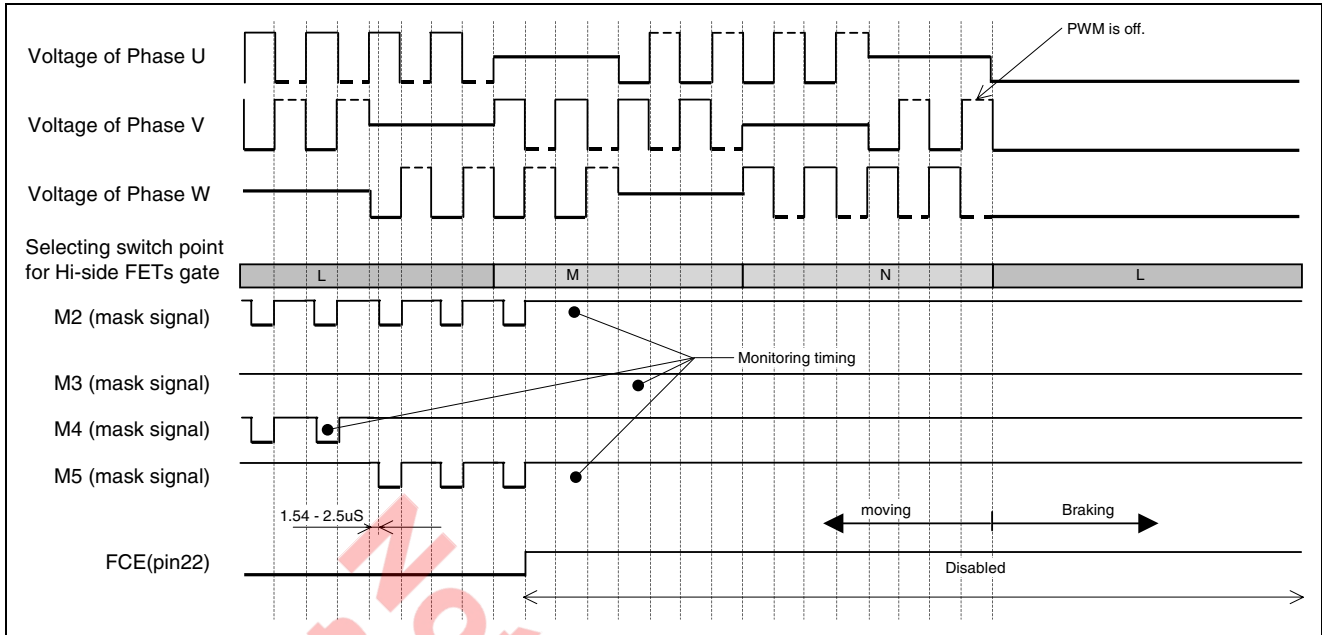 PWM is off.
Voltage of Phase U
Voltage of Phase V
Voltage of Phase W
Selecting switch point
for Hi-side FETs gate
L M N L
M2 (mask signal)
Monitoring timing
M3 (mask signal)
M4 (mask signal)
M5 (mask signal)
1.54 - 2.5uS
moving Braking
FCE(pin22)
Disabled